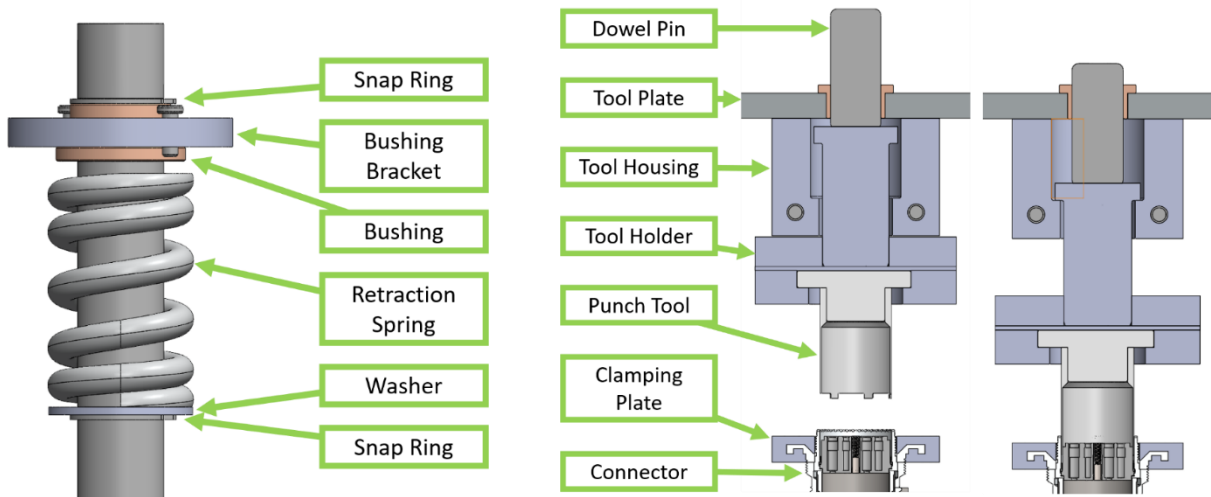 Snap Ring
Bushing
Bracket
Bushing
Retraction
Spring
Washer
Snap Ring
Dowel Pin
Tool Plate
Tool Housing
Tool Holder
Punch Tool
Clamping
Plate
Connector